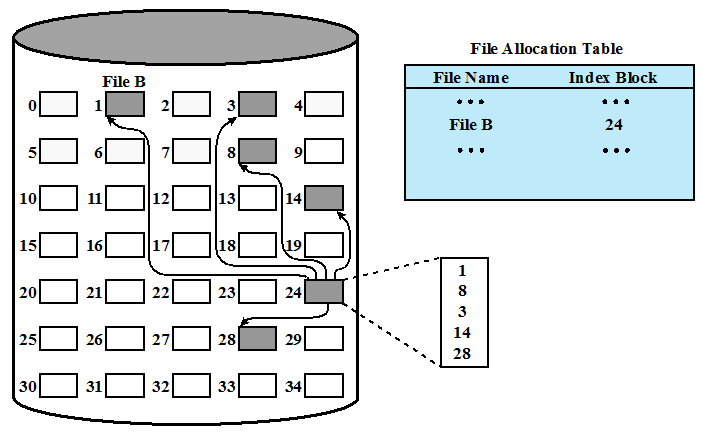 File Allocation Table
File Name Index Block
• • • • • •
File B 24
• • • • • •
File B
0 1 2 3 4
5 6 7 8 9
10 11 12 13 14
15 16 17 18 19
20 21 22 23 24
25 26 27 28 29
30 31 32 33 34
1
8
3
14
28